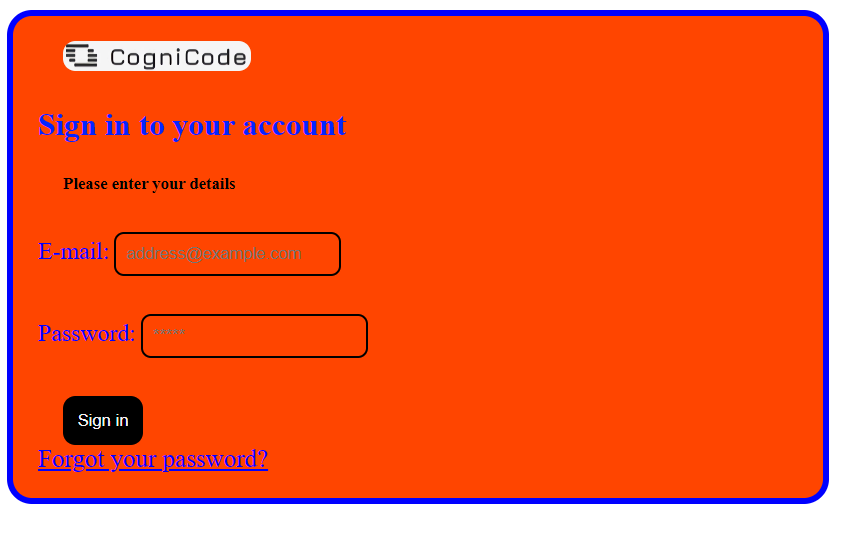 CogniCode
Sign in to your account
Please enter your details
E-mail: address@example.com
Password: *****
Sign in
Forgot your password?